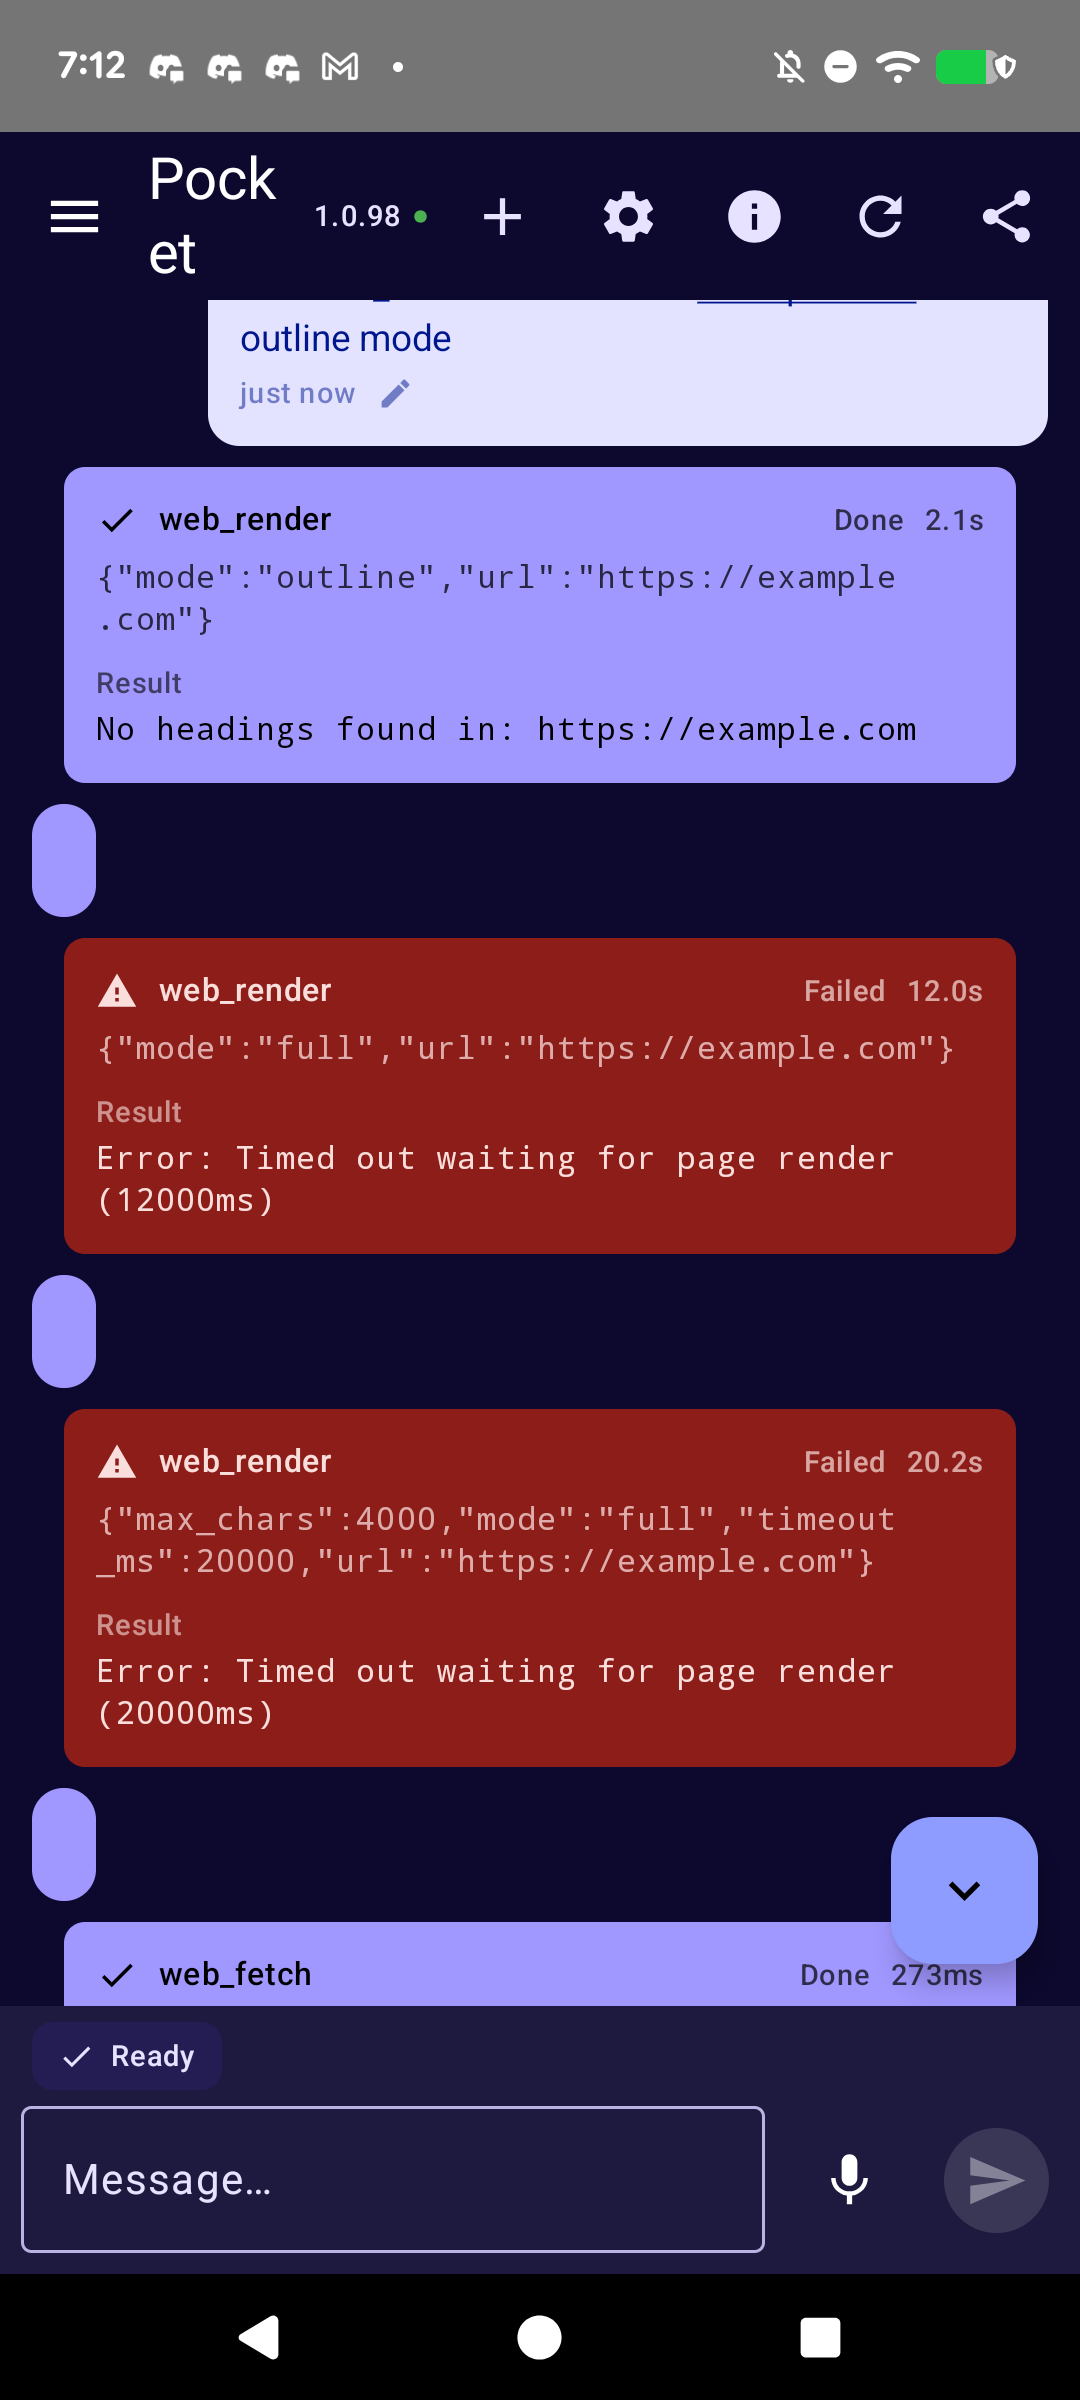 7:12
Pock
et
1.0.98
outline mode
just now
web_render
Done 2.1s
{"mode":"outline","url":"https://example
.com"}
Result
No headings found in: https://example.com
web_render
Failed 12.0s
{"mode":"full","url":"https://example.com"}
Result
Error: Timed out waiting for page render
(12000ms)
web_render
Failed 20.2s
{"max_chars":4000,"mode":"full","timeout
_ms":20000,"url":"https://example.com"}
Result
Error: Timed out waiting for page render
(20000ms)
web_fetch
Done 273ms
Ready
Message…